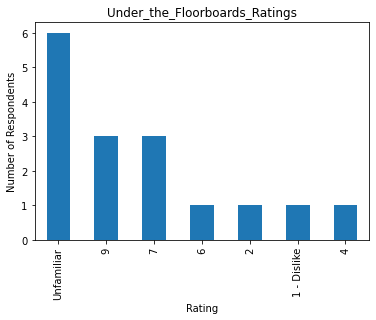 Under_the_Floorboards_Ratings
Number of Respondents
6
5
4
3
2
1
0
Unfamiliar
9
7
6
2
1 - Dislike
4
Rating